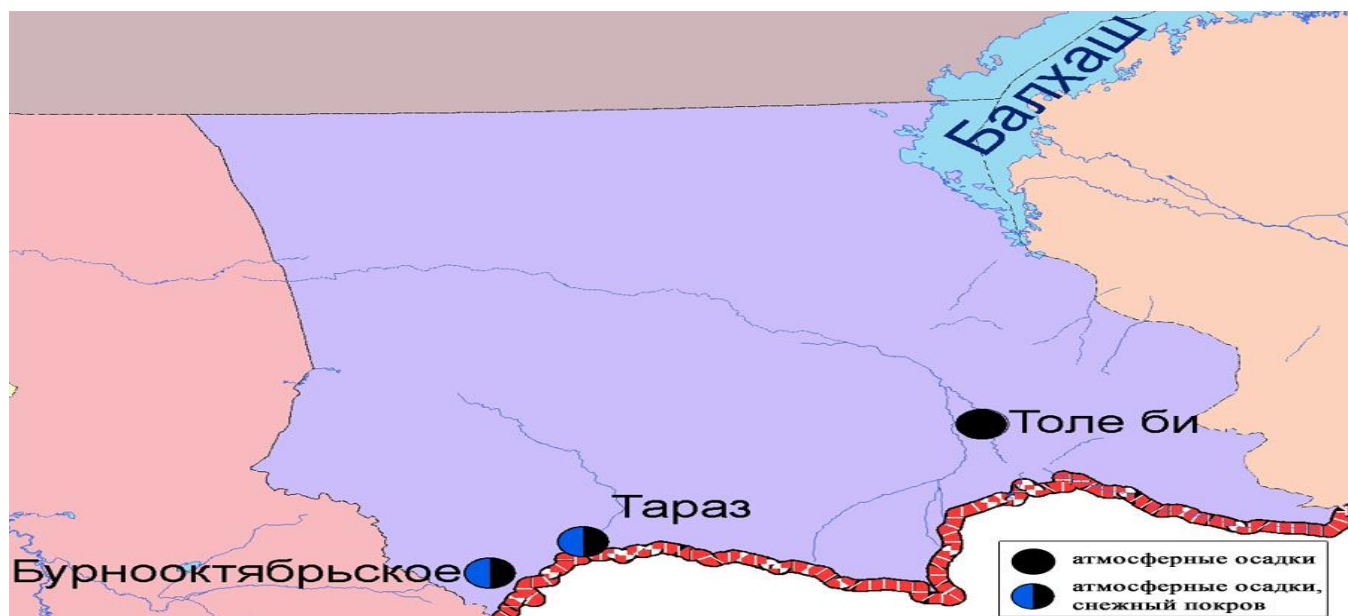 Балхаш
Толе би
Тараз
Бурнооктябрьское
атмосферные осадки
атмосферные осадки,
снежный покров